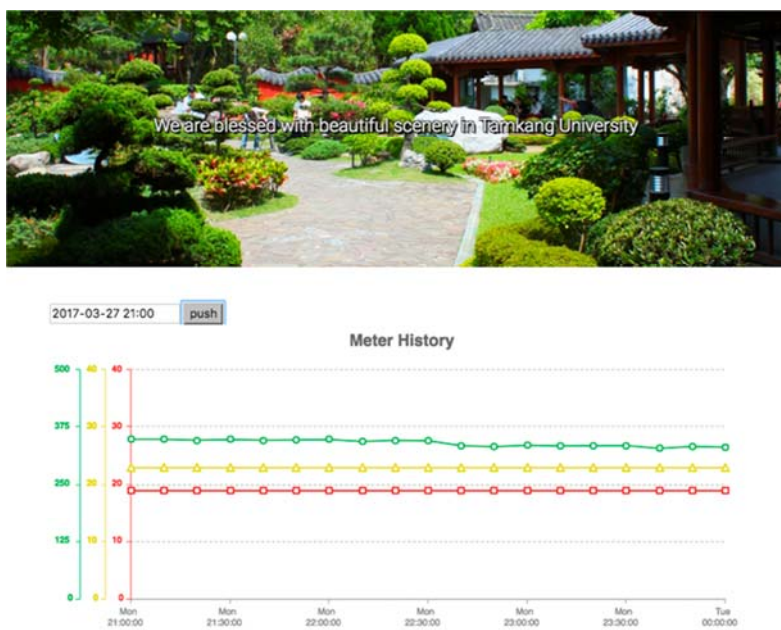 We are blessed with beautiful scenery in Tamkang University
2017-03-27 21:00 push
Meter History
500 40 40
375 30 30
250 20 20
125 10 10
0 0 0
Mon Mon Mon Mon Mon Mon Tue
21:00:00 21:30:00 22:00:00 22:30:00 23:00:00 23:30:00 00:00:00